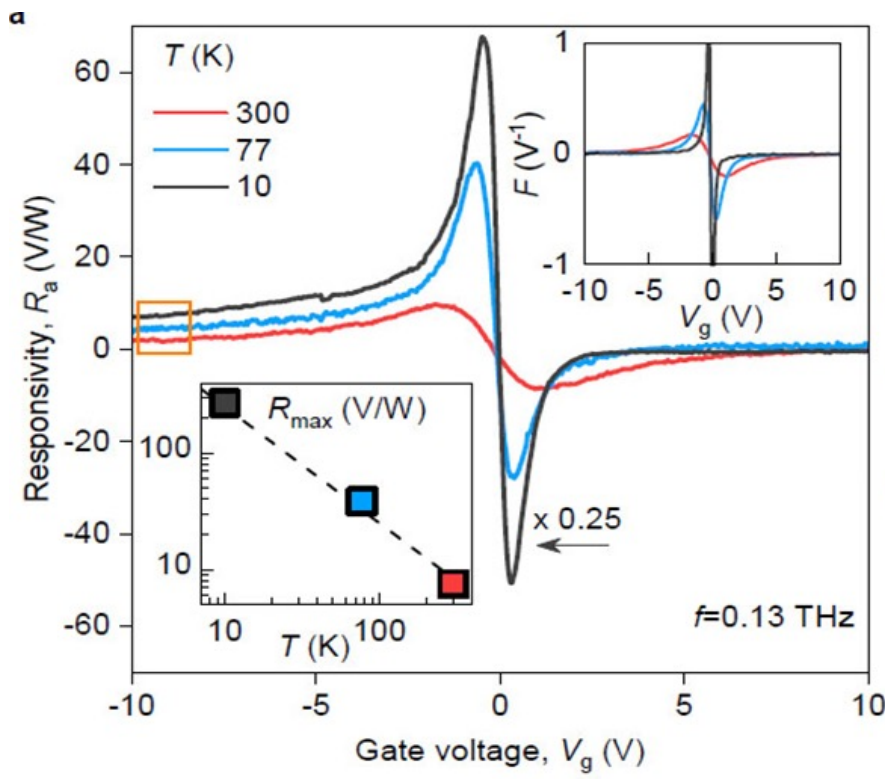 a
T (K)
300
77
10
Responsivity, Ra (V/W)
60
40
20
0
-20
-40
-60
-10
-5
0
5
10
Gate voltage, Vg (V)
F (V-1)
1
0
-1
-10
-5
0
5
10
Vg (V)
Rmax (V/W)
100
10
10
100
T (K)
x 0.25
f=0.13 THz